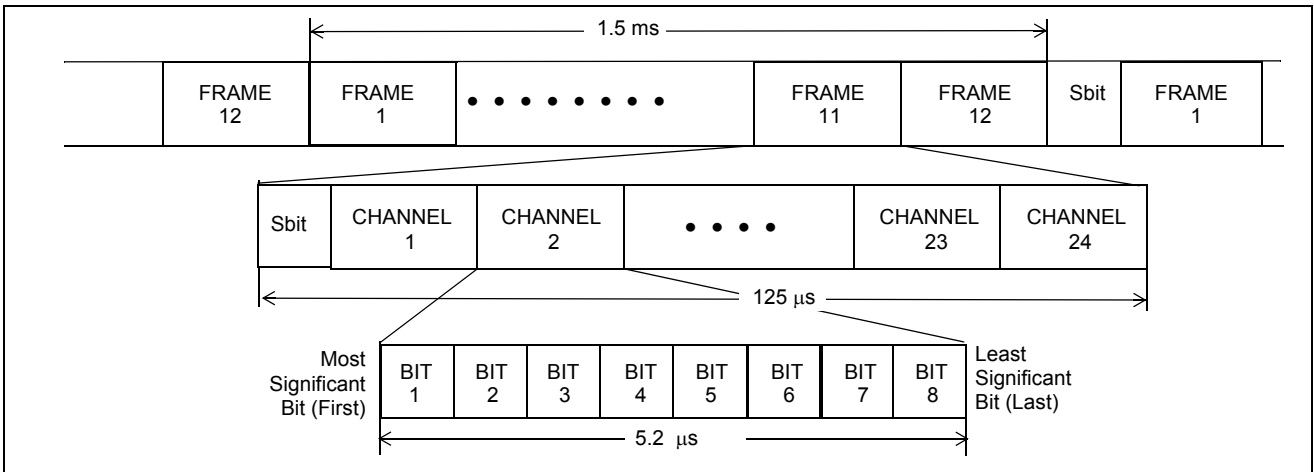 1.5 ms
FRAME 12
FRAME 1
FRAME 11
FRAME 12
Sbit
FRAME 1
Sbit
CHANNEL 1
CHANNEL 2
CHANNEL 23
CHANNEL 24
125 μs
Most Significant Bit (First)
BIT 1
BIT 2
BIT 3
BIT 4
BIT 5
BIT 6
BIT 7
BIT 8
Least Significant Bit (Last)
5.2 μs